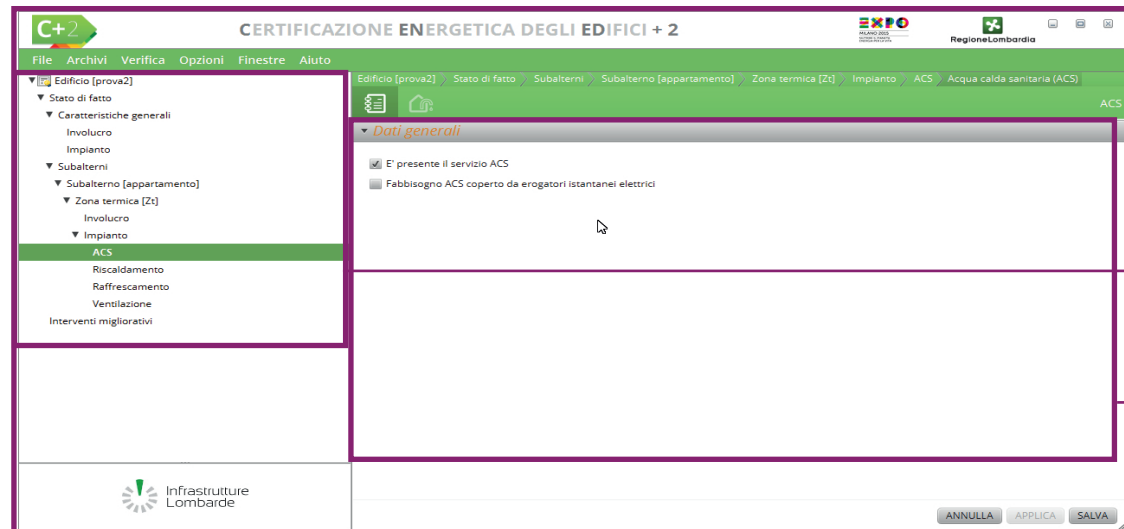 C+2
CERTIFICAZIONE ENERGETICA DEGLI EDIFICI + 2
EXPO
MILANO 2015
RegioneLombardia
File Archivi Verifica Opzioni Finestre Aiuto
Edificio [prova2] / Stato di fatto / Subalterni / Subalterno [appartamento] / Zona termica [Zt] / Impianto / ACS / Acqua calda sanitaria (ACS)
ACS
Edificio [prova2]
Stato di fatto
Caratteristiche generali
Involucro
Impianto
Subalterni
Subalterno [appartamento]
Zona termica [Zt]
Involucro
Impianto
ACS
Riscaldamento
Raffrescamento
Ventilazione
Interventi migliorativi
Dati generali
E' presente il servizio ACS
Fabbisogno ACS coperto da erogatori istantanei elettrici
Infrastrutture
Lombarde
ANNULLA APPLICA SALVA